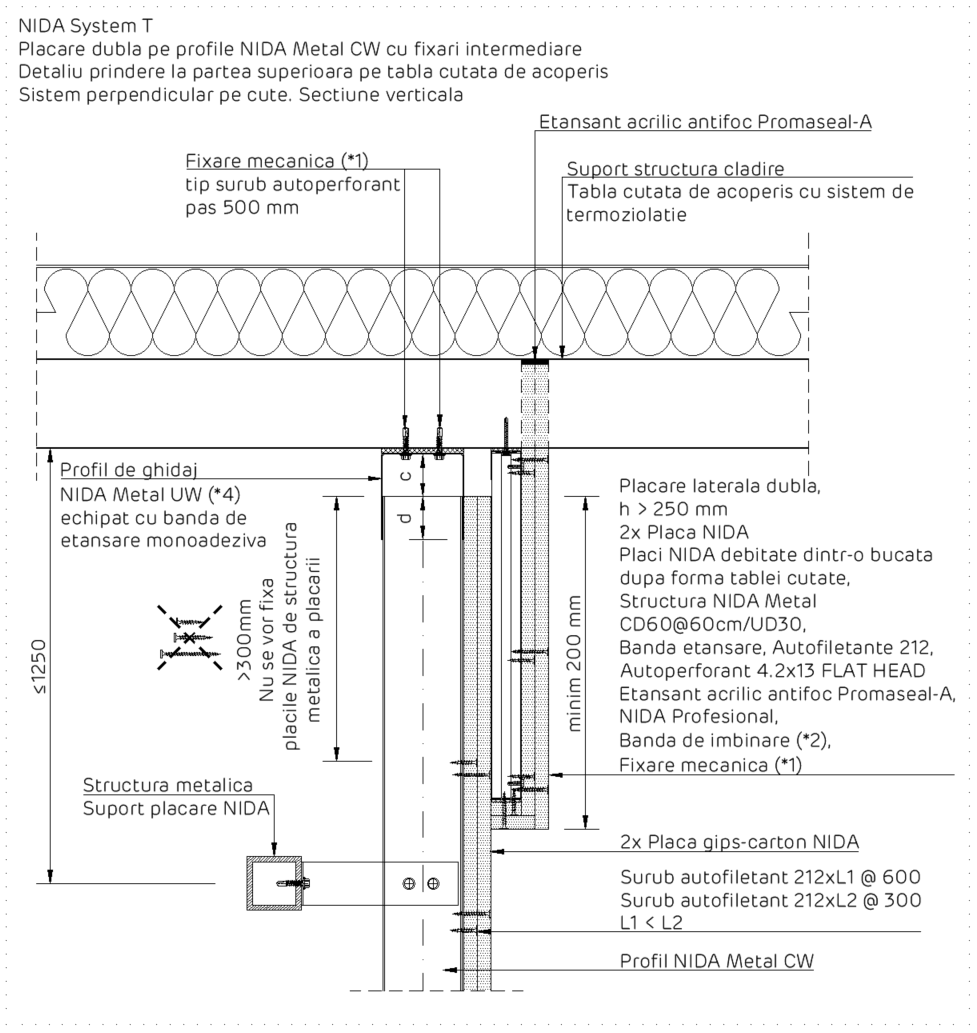 NIDA System T
Placare dubla pe profile NIDA Metal CW cu fixari intermediare
Detaliu prindere la partea superioara pe tabla cutata de acoperis
Sistem perpendicular pe cute. Sectiune verticala
Etansant acrilic antifoc Promaseal-A
Fixare mecanica (*1)
tip surub autoperforant
pas 500 mm
Suport structura cladire
Tabla cutata de acoperis cu sistem de
termoziolatie
Profil de ghidaj
NIDA Metal UW (*4)
echipat cu banda de
etansare monoadeziva
c
d
≤1250
>300mm
Nu se vor fixa
placile NIDA de structura
metalica a placarii
minim 200 mm
Placare laterala dubla,
h > 250 mm
2x Placa NIDA
Placi NIDA debitate dintr-o bucata
dupa forma tablei cutate,
Structura NIDA Metal
CD60@60cm/UD30,
Banda etansare, Autofiletante 212,
Autoperforant 4.2x13 FLAT HEAD
Etansant acrilic antifoc Promaseal-A,
NIDA Profesional,
Banda de imbinare (*2),
Fixare mecanica (*1)
Structura metalica
Suport placare NIDA
2x Placa gips-carton NIDA
Surub autofiletant 212xL1 @ 600
Surub autofiletant 212xL2 @ 300
L1 < L2
Profil NIDA Metal CW